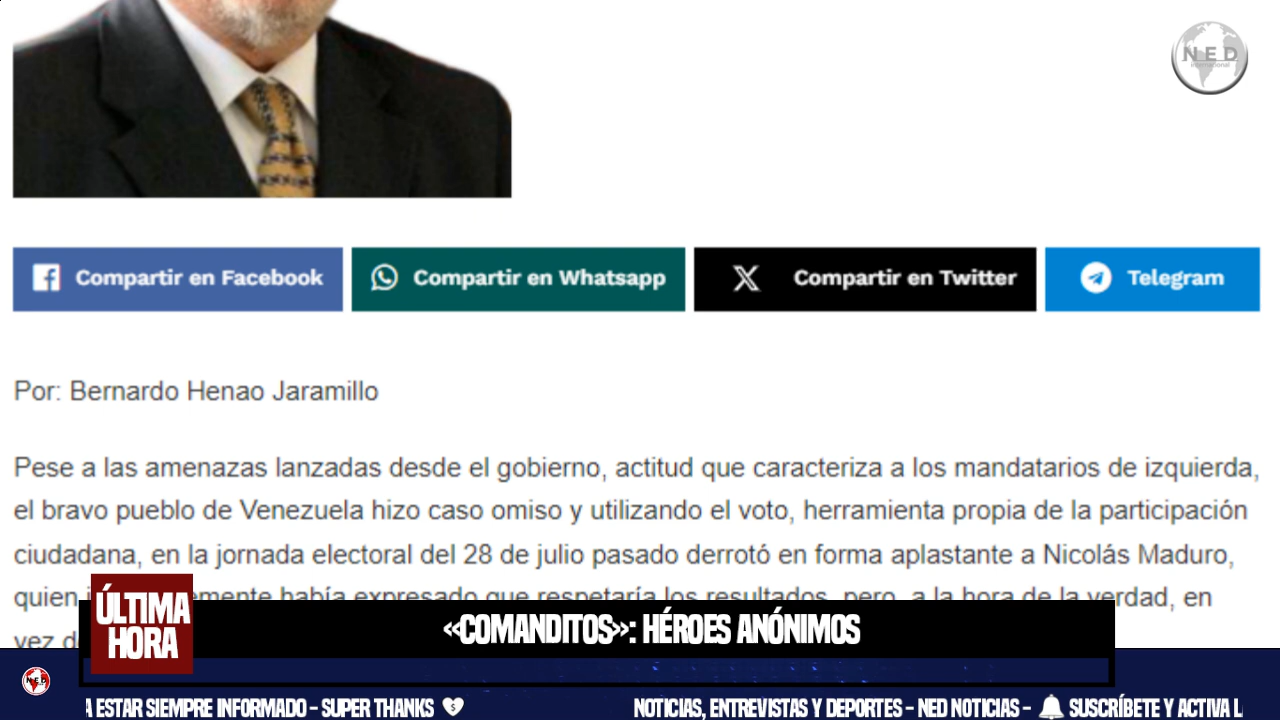 NED
international
Compartir en Facebook
Compartir en Whatsapp
Compartir en Twitter
Telegram
Por: Bernardo Henao Jaramillo
Pese a las amenazas lanzadas desde el gobierno, actitud que caracteriza a los mandatarios de izquierda,
el bravo pueblo de Venezuela hizo caso omiso y utilizando el voto, herramienta propia de la participación
ciudadana, en la jornada electoral del 28 de julio pasado derrotó en forma aplastante a Nicolás Maduro,
quien había expresado que respetaría los resultados, pero, a la hora de la verdad, en
vez
ÚLTIMA
HORA
«COMANDITOS»: HÉROES ANÓNIMOS
NED
A ESTAR SIEMPRE INFORMADO - SUPER THANKS
NOTICIAS, ENTREVISTAS Y DEPORTES - NED NOTICIAS - SUSCRÍBETE Y ACTIVA L